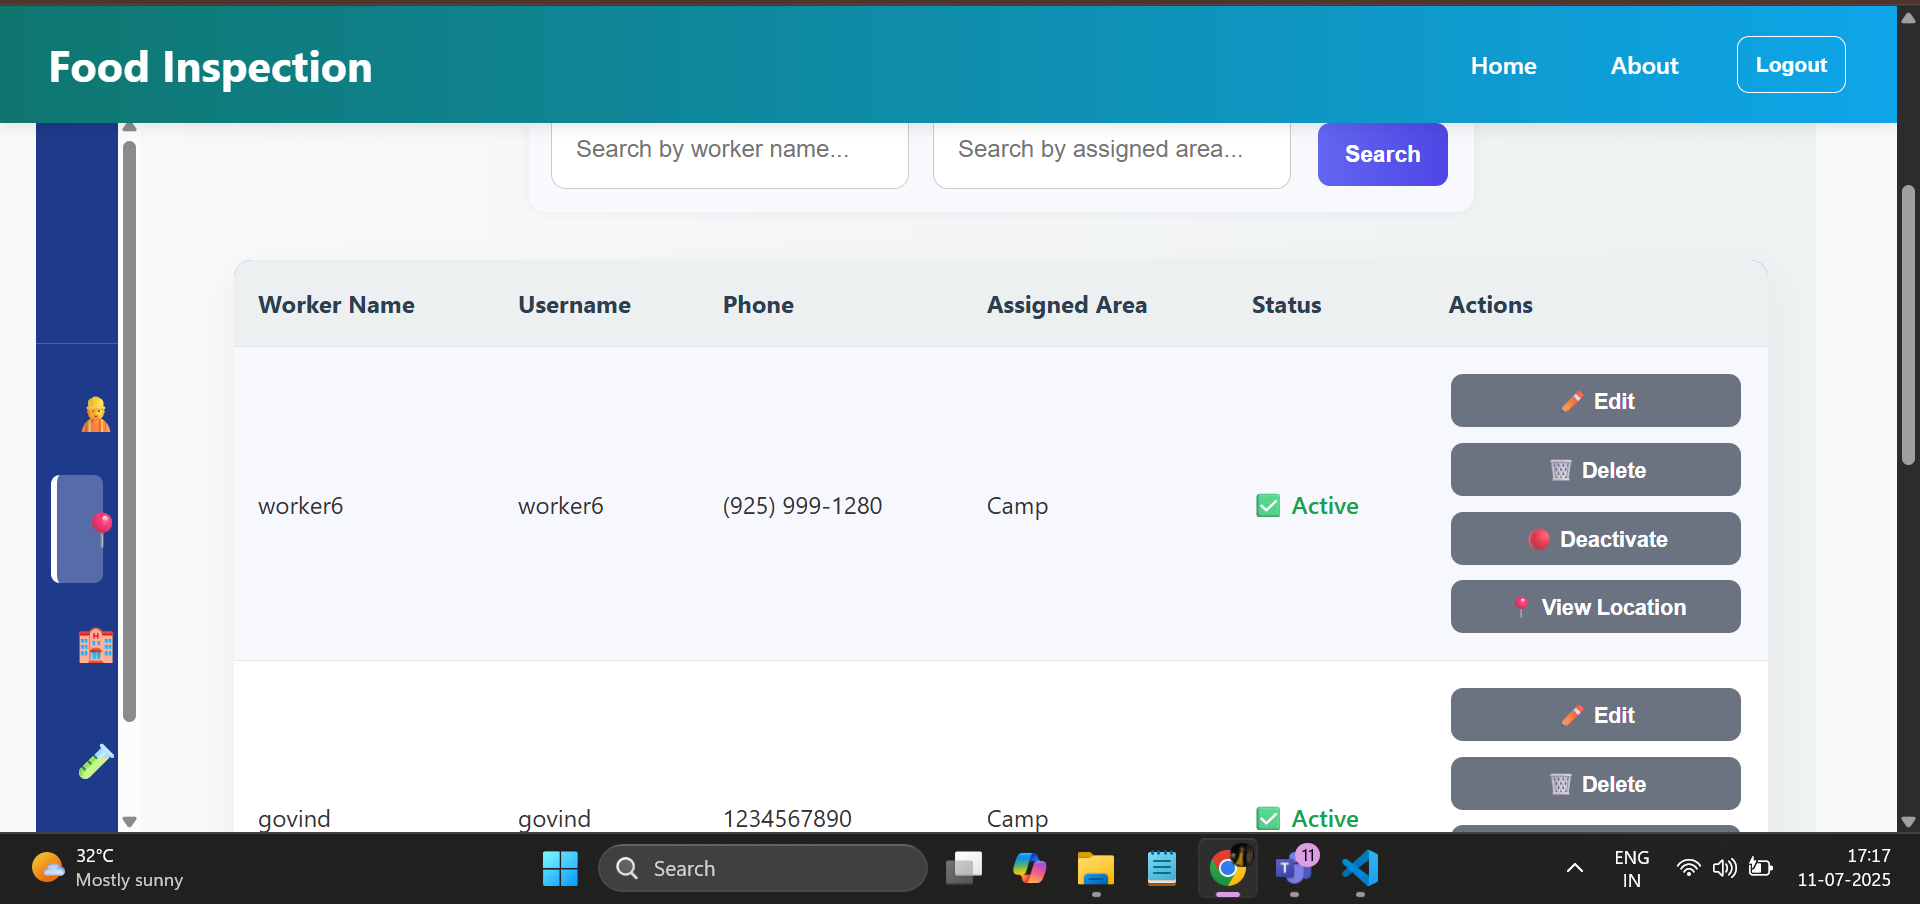 Food Inspection
Home About Logout
Search by worker name... Search by assigned area... Search
Worker Name Username Phone Assigned Area Status Actions
Edit
Delete
worker6 worker6 (925) 999-1280 Camp Active
Deactivate
View Location
Edit
Delete
govind govind 1234567890 Camp Active
32°C
Mostly sunny
Search
11
ENG
IN
17:17
11-07-2025